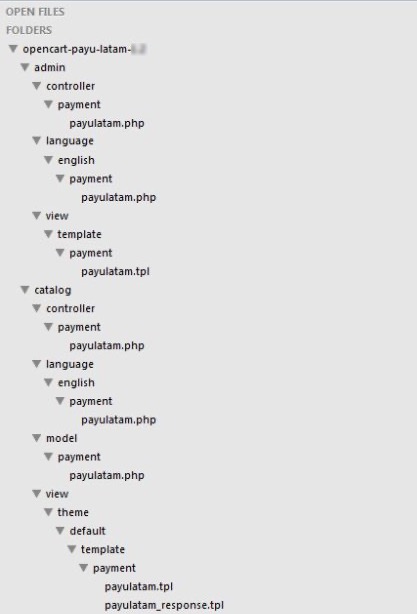 OPEN FILES
FOLDERS
opencart-payu-latam-
admin
controller
payment
payulatam.php
language
english
payment
payulatam.php
view
template
payment
payulatam.tpl
catalog
controller
payment
payulatam.php
language
english
payment
payulatam.php
model
payment
payulatam.php
view
theme
default
template
payment
payulatam.tpl
payulatam_response.tpl